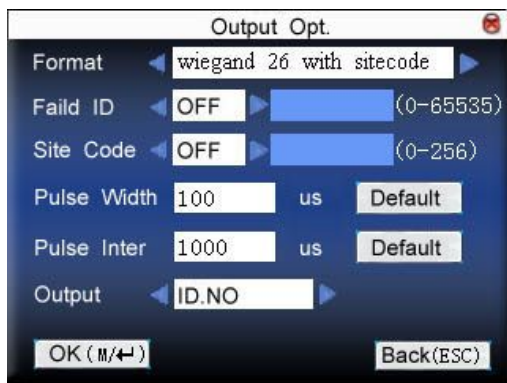 Output Opt.
Format wiegand 26 with sitecode
Faild ID OFF (0-65535)
Site Code OFF (0-256)
Pulse Width 100 us Default
Pulse Inter 1000 us Default
Output ID.NO
OK(M/↵) Back(ESC)